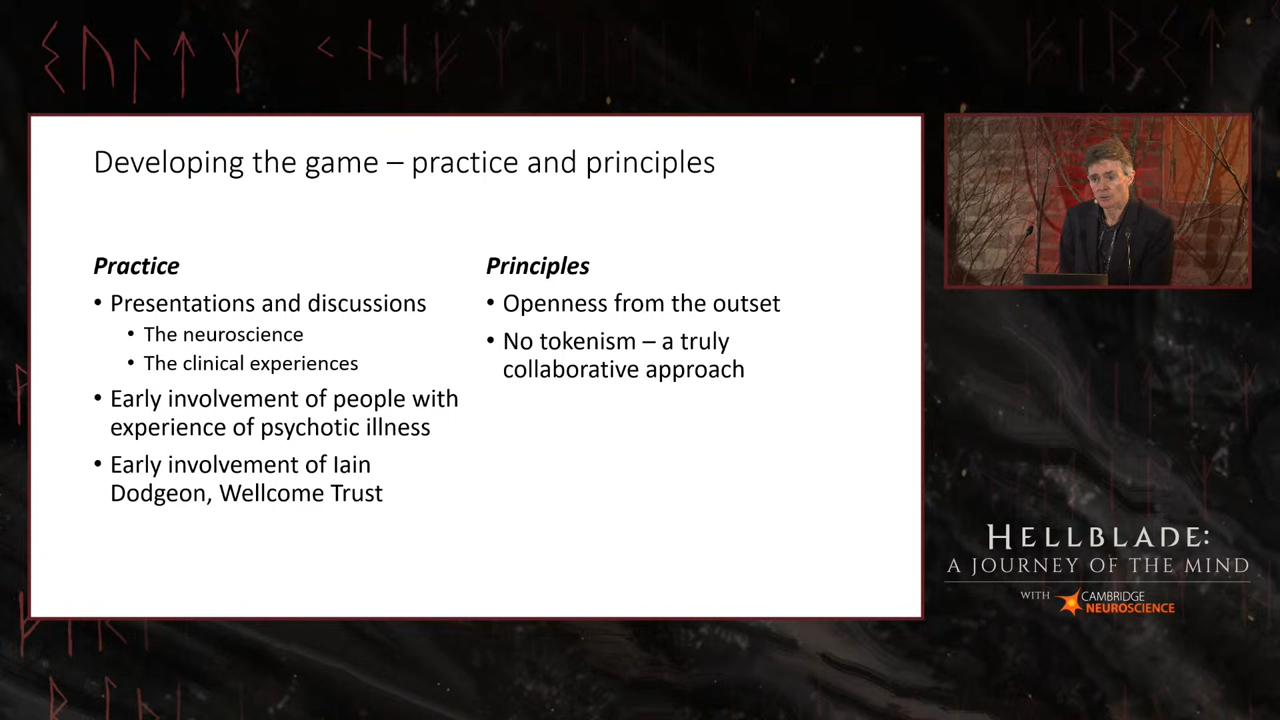 Developing the game – practice and principles
Practice
• Presentations and discussions
• The neuroscience
• The clinical experiences
• Early involvement of people with
experience of psychotic illness
• Early involvement of Iain
Dodgeon, Wellcome Trust
Principles
• Openness from the outset
• No tokenism – a truly
collaborative approach
HELLBLADE:
A JOURNEY OF THE MIND
WITH CAMBRIDGE
NEUROSCIENCE